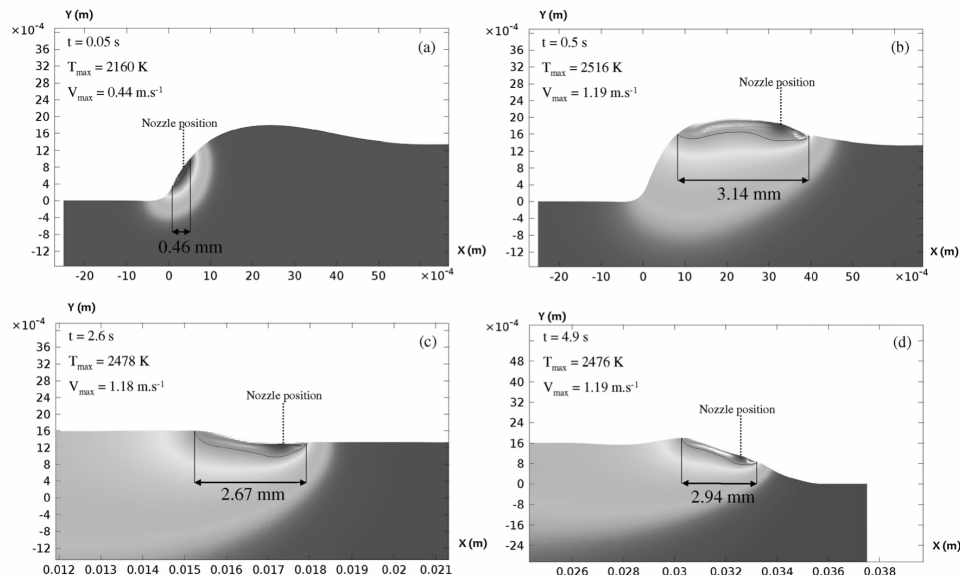 Y (m)
×10⁻⁴
t = 0.05 s
(a)
T_max = 2160 K
V_max = 0.44 m.s⁻¹
Nozzle position
36
32
28
24
20
16
12
8
4
0
-4
-8
-12
0.46 mm
X (m)
-20
-10
0
10
20
30
40
50
×10⁻⁴
Y (m)
×10⁻⁴
t = 0.5 s
(b)
T_max = 2516 K
V_max = 1.19 m.s⁻¹
Nozzle position
36
32
28
24
20
16
12
8
4
0
-4
-8
-12
3.14 mm
X (m)
-20
-10
0
10
20
30
40
50
×10⁻⁴
Y (m)
×10⁻⁴
t = 2.6 s
(c)
T_max = 2478 K
V_max = 1.18 m.s⁻¹
Nozzle position
36
32
28
24
20
16
12
8
4
0
-4
-8
-12
2.67 mm
X (m)
0.012
0.013
0.014
0.015
0.016
0.017
0.018
0.019
0.02
0.021
Y (m)
×10⁻⁴
t = 4.9 s
(d)
T_max = 2476 K
V_max = 1.19 m.s⁻¹
Nozzle position
48
40
32
24
16
8
0
-8
-16
-24
2.94 mm
X (m)
0.026
0.028
0.03
0.032
0.034
0.036
0.038